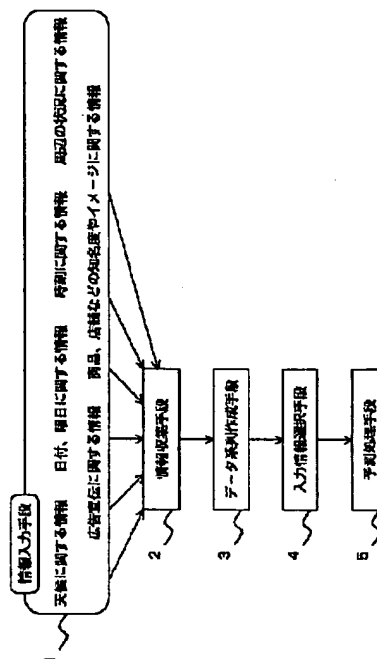 情報入力手段
天候に関する情報 日付、曜日に関する情報 時刻に関する情報 周辺の状況に関する情報
広告宣伝に関する情報 商品、店舗などの知名度やイメージに関する情報
1
情報収集手段
2
データ系列作成手段
3
入力情報選択手段
4
予測処理手段
5